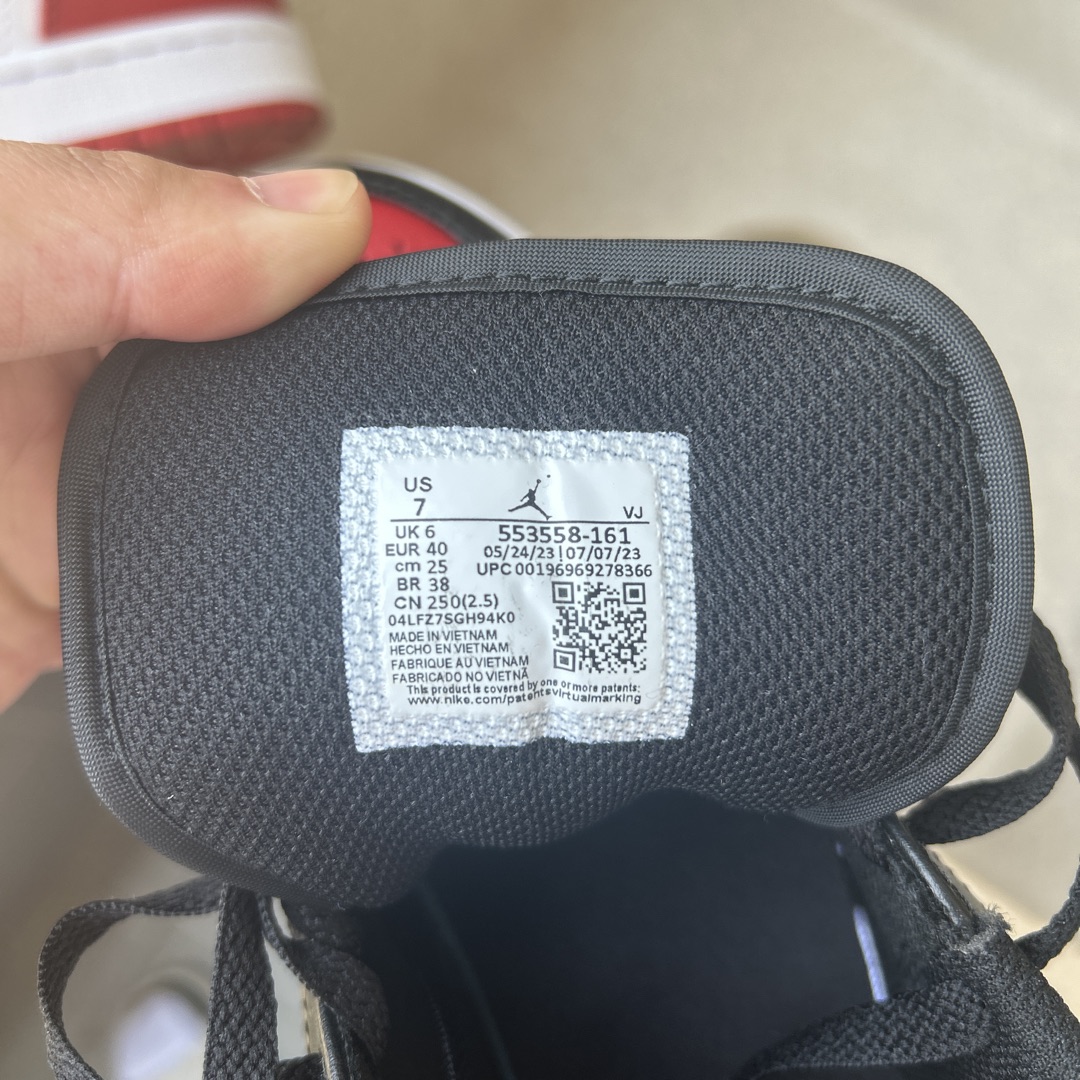 US
7
VJ
UK 6
553558-161
EUR 40
05/24/23 | 07/07/23
cm 25
UPC 00196969278366
BR 38
CN 250(2.5)
04LFZ7SGH94K0
MADE IN VIETNAM
HECHO EN VIETNAM
FABRIQUE AU VIETNAM
FABRICADO NO VIETNÃ
This product is covered by one or more patents:
www.nike.com/patentsvirtualmarking